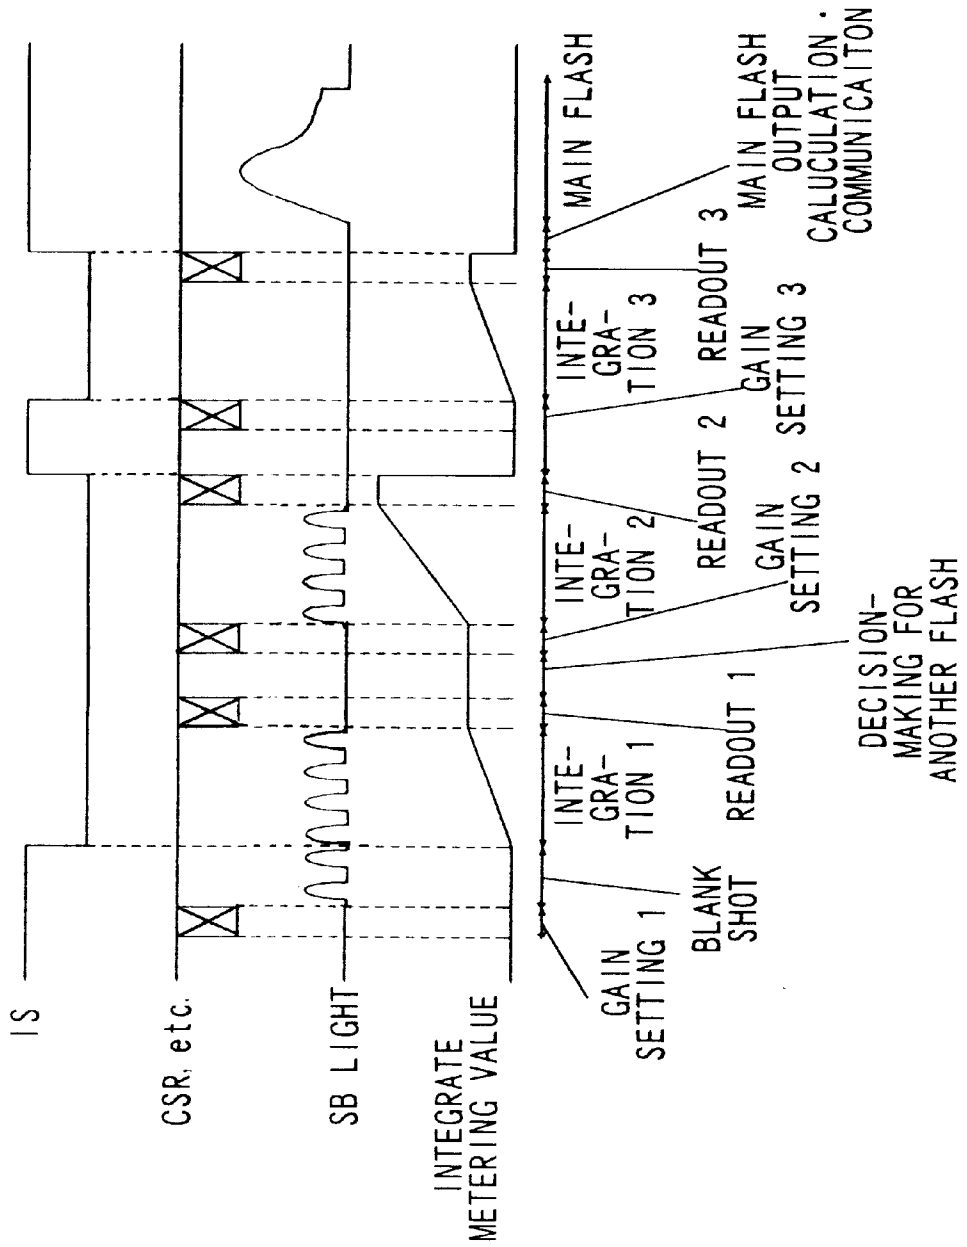 IS
CSR, etc.
SB LIGHT
INTEGRATE
METERING VALUE
GAIN
SETTING 1
BLANK
SHOT
INTE-
GRA-
TION 1
READOUT 1
DECISION-
MAKING FOR
ANOTHER FLASH
GAIN
SETTING 2
INTE-
GRA-
TION 2
READOUT 2
GAIN
SETTING 3
INTE-
GRA-
TION 3
READOUT 3
MAIN FLASH
OUTPUT
CALUCULATION ·
COMMUNICAITON
MAIN FLASH